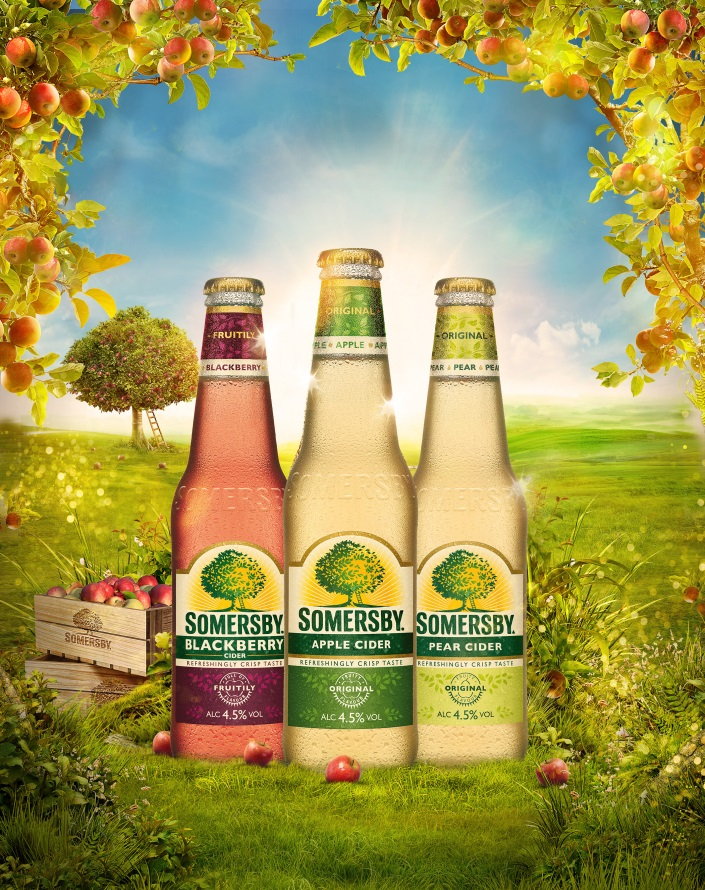 FRUITILY
BLACKBERRY
SOMERSBY
SOMERSBY.
BLACKBERRY
CIDER
REFRESHINGLY CRISP TASTE
FRUITILY
ALC 4.5% VOL
ORIGINAL
APPLE
SOMERSBY
SOMERSBY.
APPLE CIDER
REFRESHINGLY CRISP TASTE
ORIGINAL
ALC 4.5% VOL
ORIGINAL
PEAR PEAR PEAR
SOMERSBY
SOMERSBY.
PEAR CIDER
REFRESHINGLY CRISP TASTE
ORIGINAL
ALC 4.5% VOL
SOMERSBY.